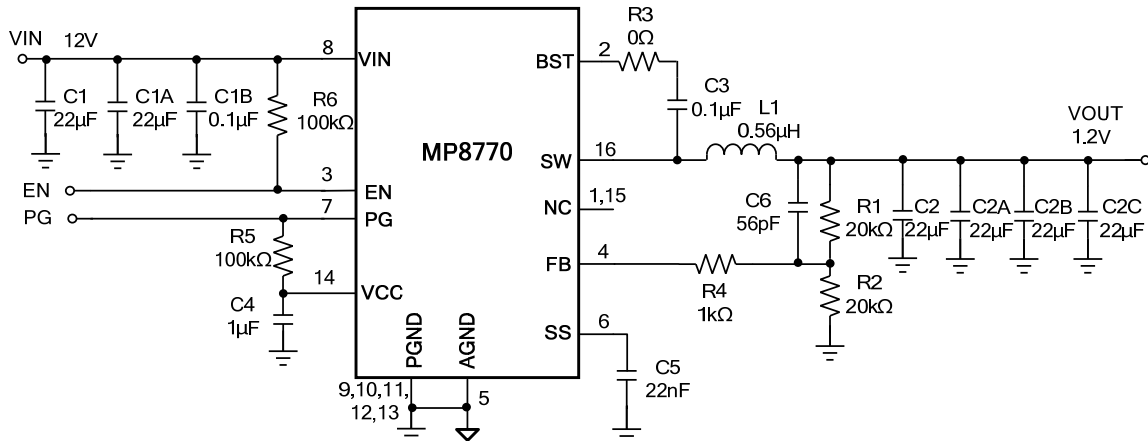 VIN 12V
C1
22µF
C1A
22µF
C1B
0.1µF
R6
100kΩ
8
VIN
EN
3
EN
PG
7
PG
R5
100kΩ
14
VCC
C4
1µF
MP8770
PGND
AGND
9,10,11,
12,13
5
BST
2
R3
0Ω
C3
0.1µF
L1
0.56µH
SW
16
NC
1,15
FB
4
R4
1kΩ
C6
56pF
R1
20kΩ
R2
20kΩ
SS
6
C5
22nF
C2
22µF
C2A
22µF
C2B
22µF
C2C
22µF
VOUT
1.2V